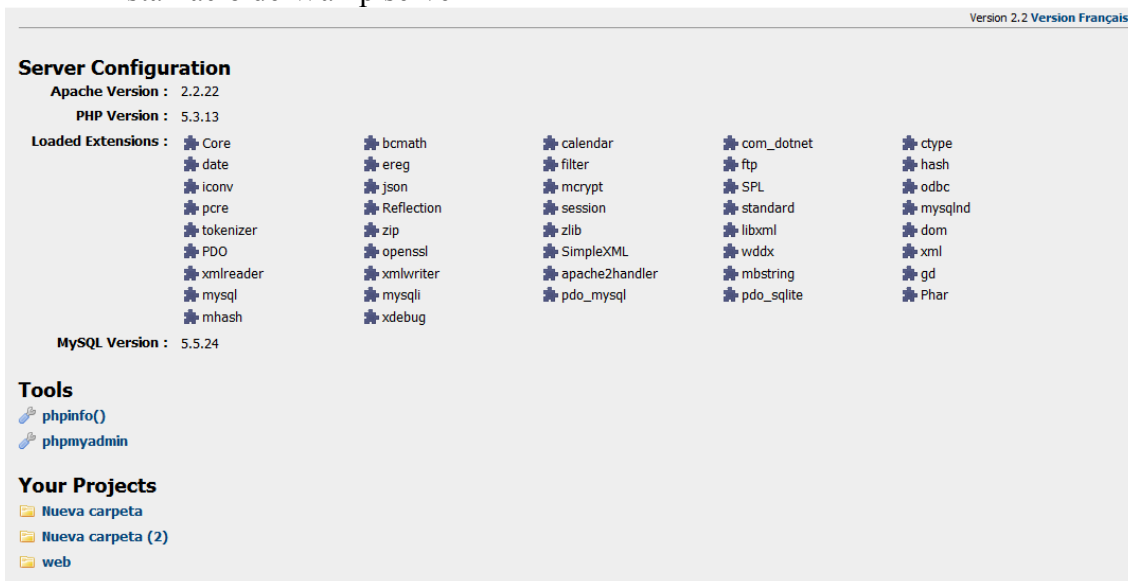 Version 2.2 Version Français
Server Configuration
Apache Version : 2.2.22
PHP Version : 5.3.13
Loaded Extensions : Core bcmath calendar com_dotnet ctype
date ereg filter ftp hash
iconv json mcrypt SPL odbc
pcre Reflection session standard mysqlnd
tokenizer zip zlib libxml dom
PDO openssl SimpleXML wddx xml
xmlreader xmlwriter apache2handler mbstring gd
mysql mysqli pdo_mysql pdo_sqlite Phar
mhash xdebug
MySQL Version : 5.5.24
Tools
phpinfo()
phpmyadmin
Your Projects
Nueva carpeta
Nueva carpeta (2)
web